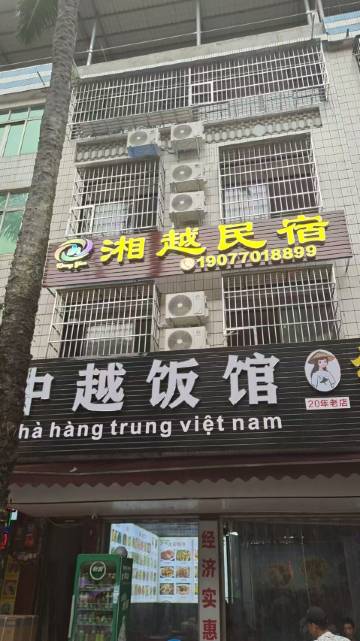 湘越民宿
19077018899
中越饭馆
hà hàng trung việt nam
20年老店
经济实惠